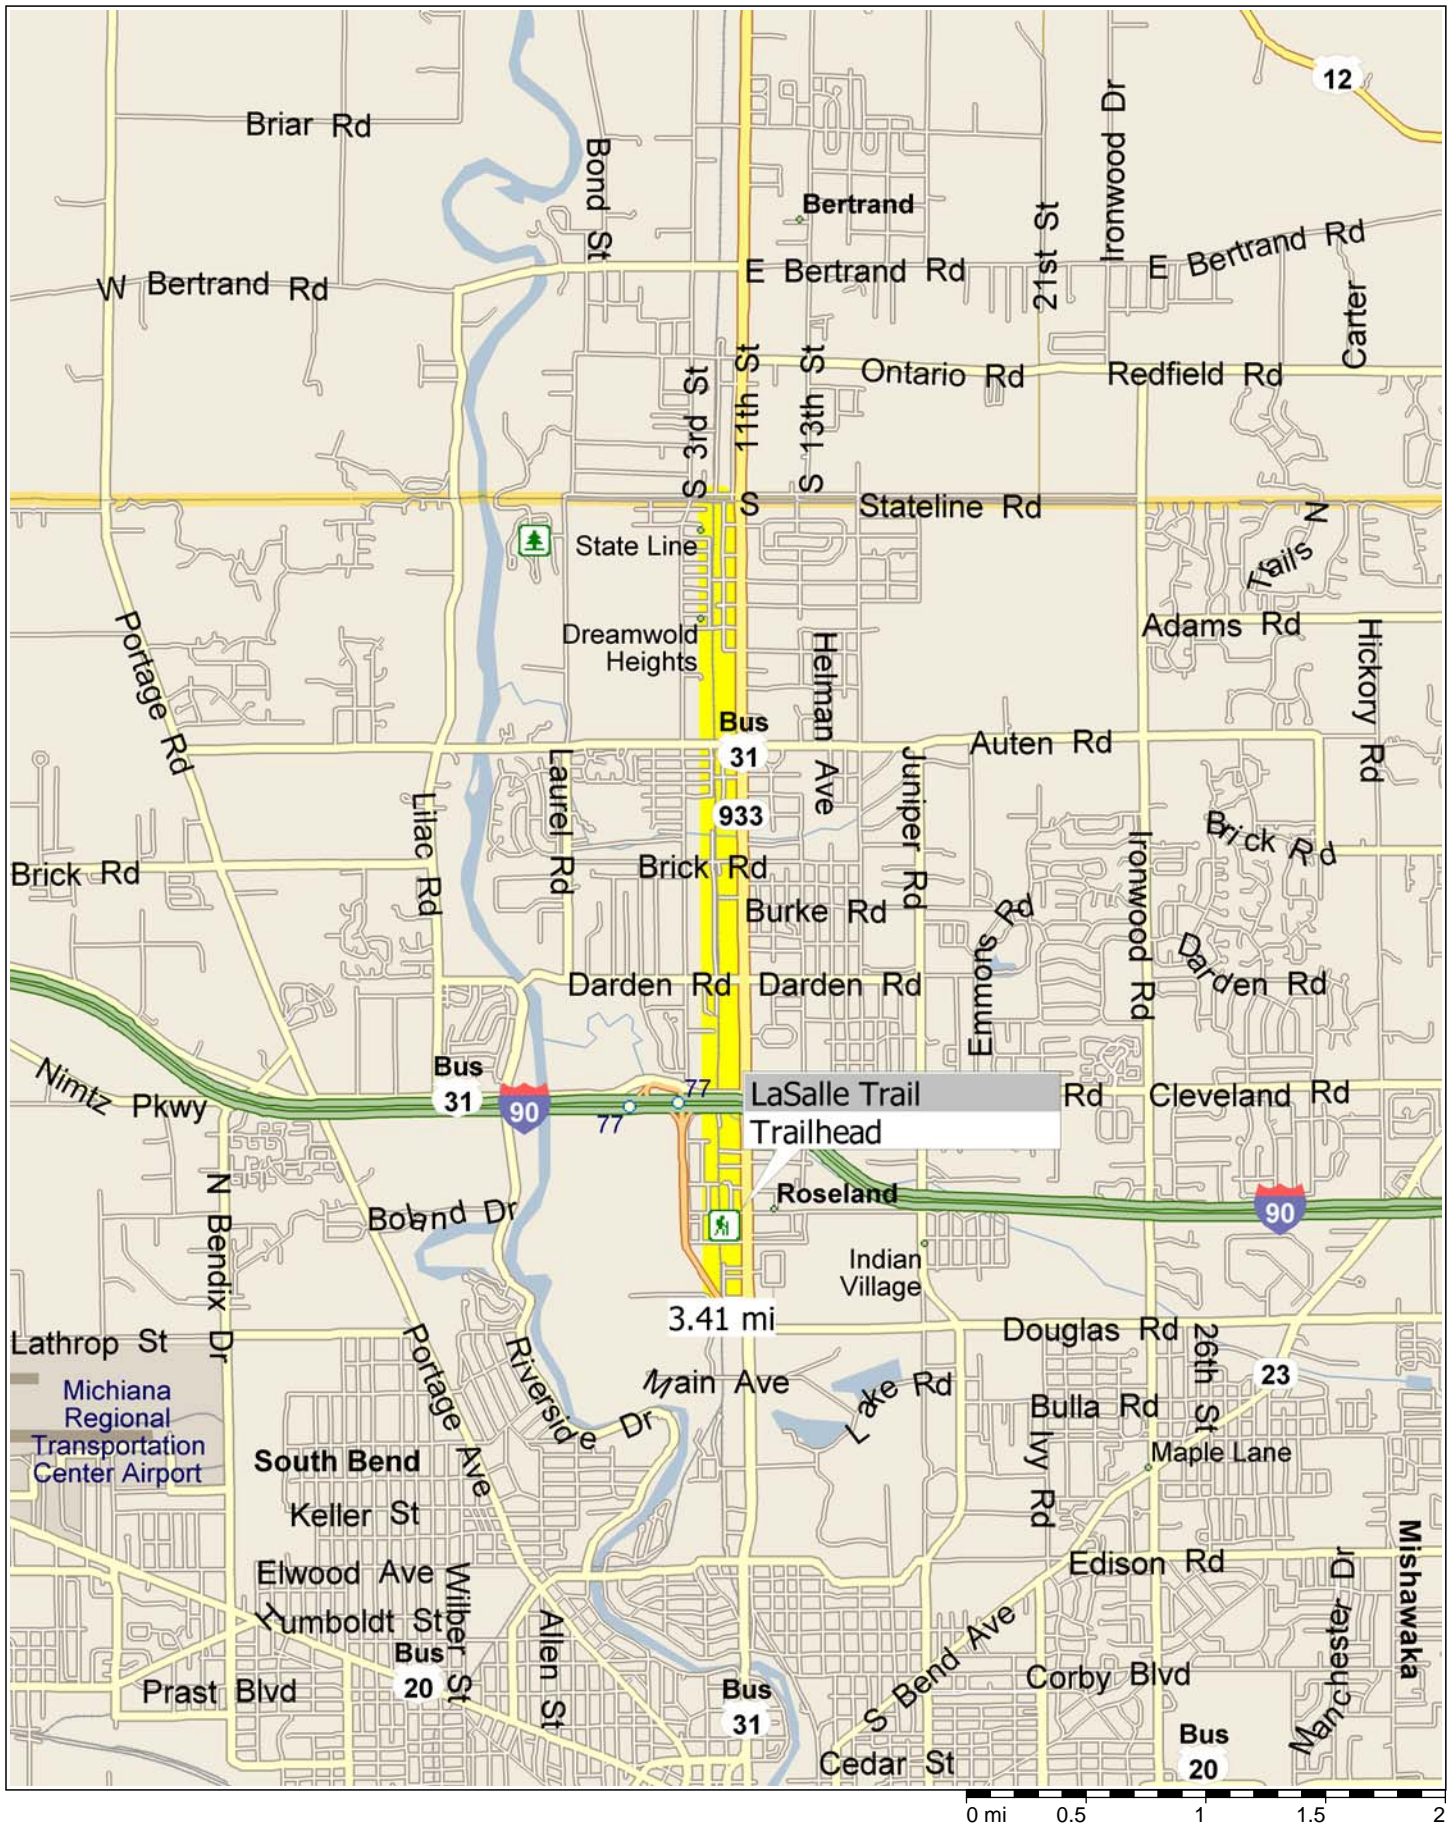 12
Briar Rd
Bond St
Ironwood Dr
Bertrand
21st St
W Bertrand Rd
E Bertrand Rd
E Bertrand Rd
Carter
S 3rd St
S 11th St
S 13th St
Ontario Rd
Redfield Rd
Stateline Rd
N Trails
State Line
Dreamwold
Heights
Adams Rd
Portage Rd
Helman Ave
Hickory Rd
Bus
31
Auten Rd
Laurel Rd
Juniper Rd
Lilac Rd
933
Ironwood Rd
Brick Rd
Brick Rd
Brick Rd
Burke Rd
Emmons Rd
Darden Rd
Darden Rd
Darden Rd
Nimtz Pkwy
Bus
31
90
77
77
LaSalle Trail
Trailhead
Rd
Cleveland Rd
N Bendix Dr
Boland Dr
Roseland
90
Indian
Village
3.41 mi
Lathrop St
Douglas Rd
26th St
23
Portage Ave
Riverside Dr
Main Ave
Lake Rd
Michiana
Regional
Transportation
Center Airport
Bulla Rd
Ivy Rd
Maple Lane
South Bend
Keller St
Mishawaka
Elwood Ave
Wilber St
Edison Rd
Manchester Dr
Humboldt St
Allen St
Bus
20
S Bend Ave
Corby Blvd
Prast Blvd
Bus
31
Bus
20
Cedar St
0 mi 0.5 1 1.5 2